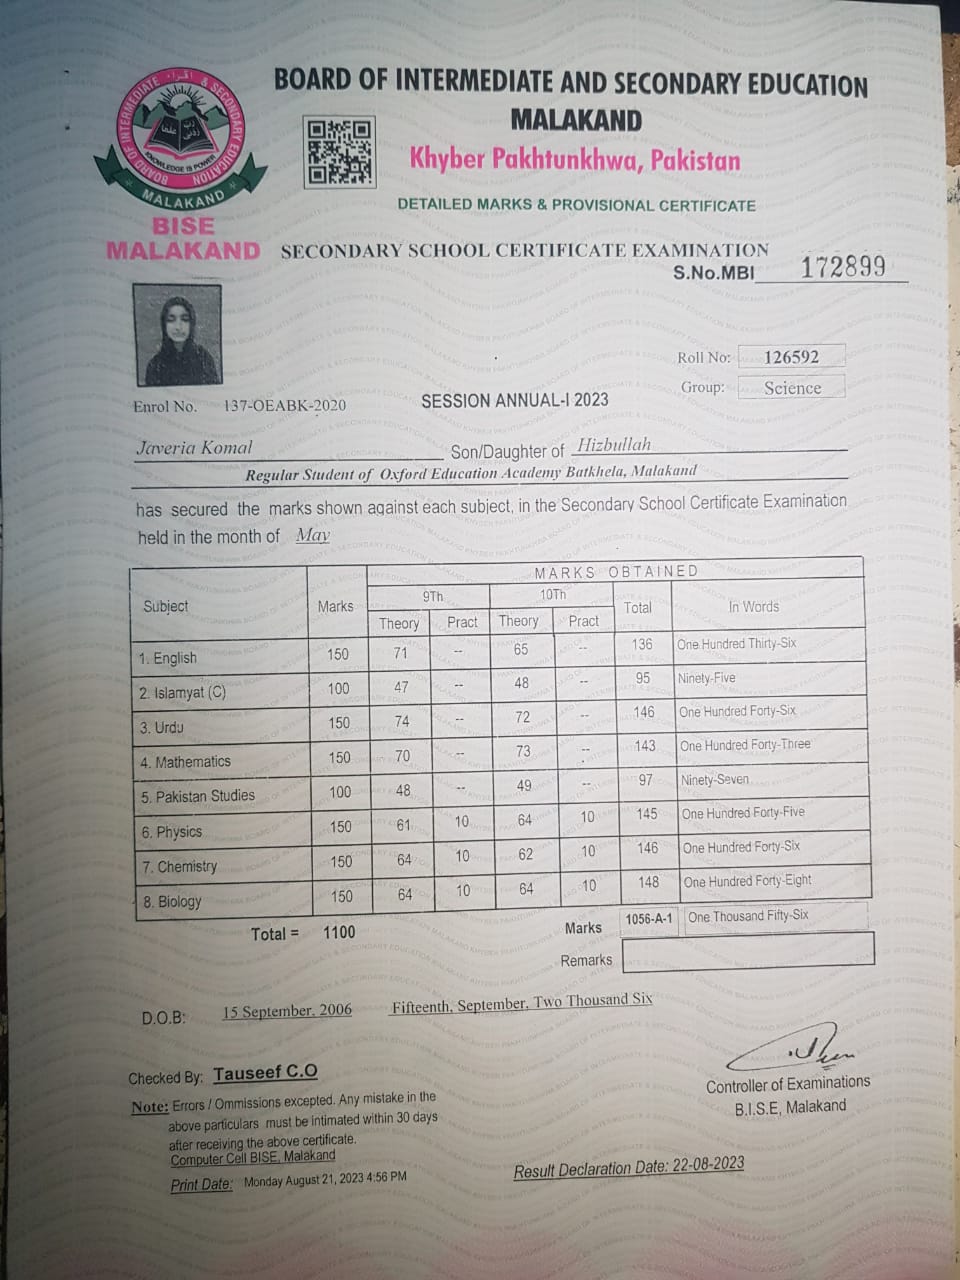 BOARD OF INTERMEDIATE AND SECONDARY EDUCATION
MALAKAND
Khyber Pakhtunkhwa, Pakistan
DETAILED MARKS & PROVISIONAL CERTIFICATE
BOARD OF INTERMEDIATE & SECONDARY EDUCATION
اقراء
رب زدنی علما
KNOWLEDGE IS POWER
MALAKAND
BISE
MALAKAND
SECONDARY SCHOOL CERTIFICATE EXAMINATION
S.No.MBI 172899
Roll No: 126592
Group: Science
Enrol No. 137-OEABK-2020 SESSION ANNUAL-I 2023
Javeria Komal Son/Daughter of Hizbullah
Regular Student of Oxford Education Academy Batkhela, Malakand
has secured the marks shown against each subject, in the Secondary School Certificate Examination
held in the month of May
MARKS OBTAINED
Subject Marks 9Th 10Th Total In Words
Theory Pract Theory Pract
1. English 150 71 -- 65 -- 136 One Hundred Thirty-Six
2. Islamyat (C) 100 47 -- 48 -- 95 Ninety-Five
3. Urdu 150 74 -- 72 -- 146 One Hundred Forty-Six
4. Mathematics 150 70 -- 73 -- 143 One Hundred Forty-Three
5. Pakistan Studies 100 48 -- 49 -- 97 Ninety-Seven
6. Physics 150 61 10 64 10 145 One Hundred Forty-Five
7. Chemistry 150 64 10 62 10 146 One Hundred Forty-Six
8. Biology 150 64 10 64 10 148 One Hundred Forty-Eight
Total = 1100 Marks 1056-A-1 One Thousand Fifty-Six
Remarks
D.O.B: 15 September, 2006 Fifteenth, September, Two Thousand Six
Checked By: Tauseef C.O
Controller of Examinations
B.I.S.E, Malakand
Note: Errors / Ommissions excepted. Any mistake in the
above particulars must be intimated within 30 days
after receiving the above certificate.
Computer Cell BISE, Malakand
Print Date: Monday August 21, 2023 4:56 PM
Result Declaration Date: 22-08-2023